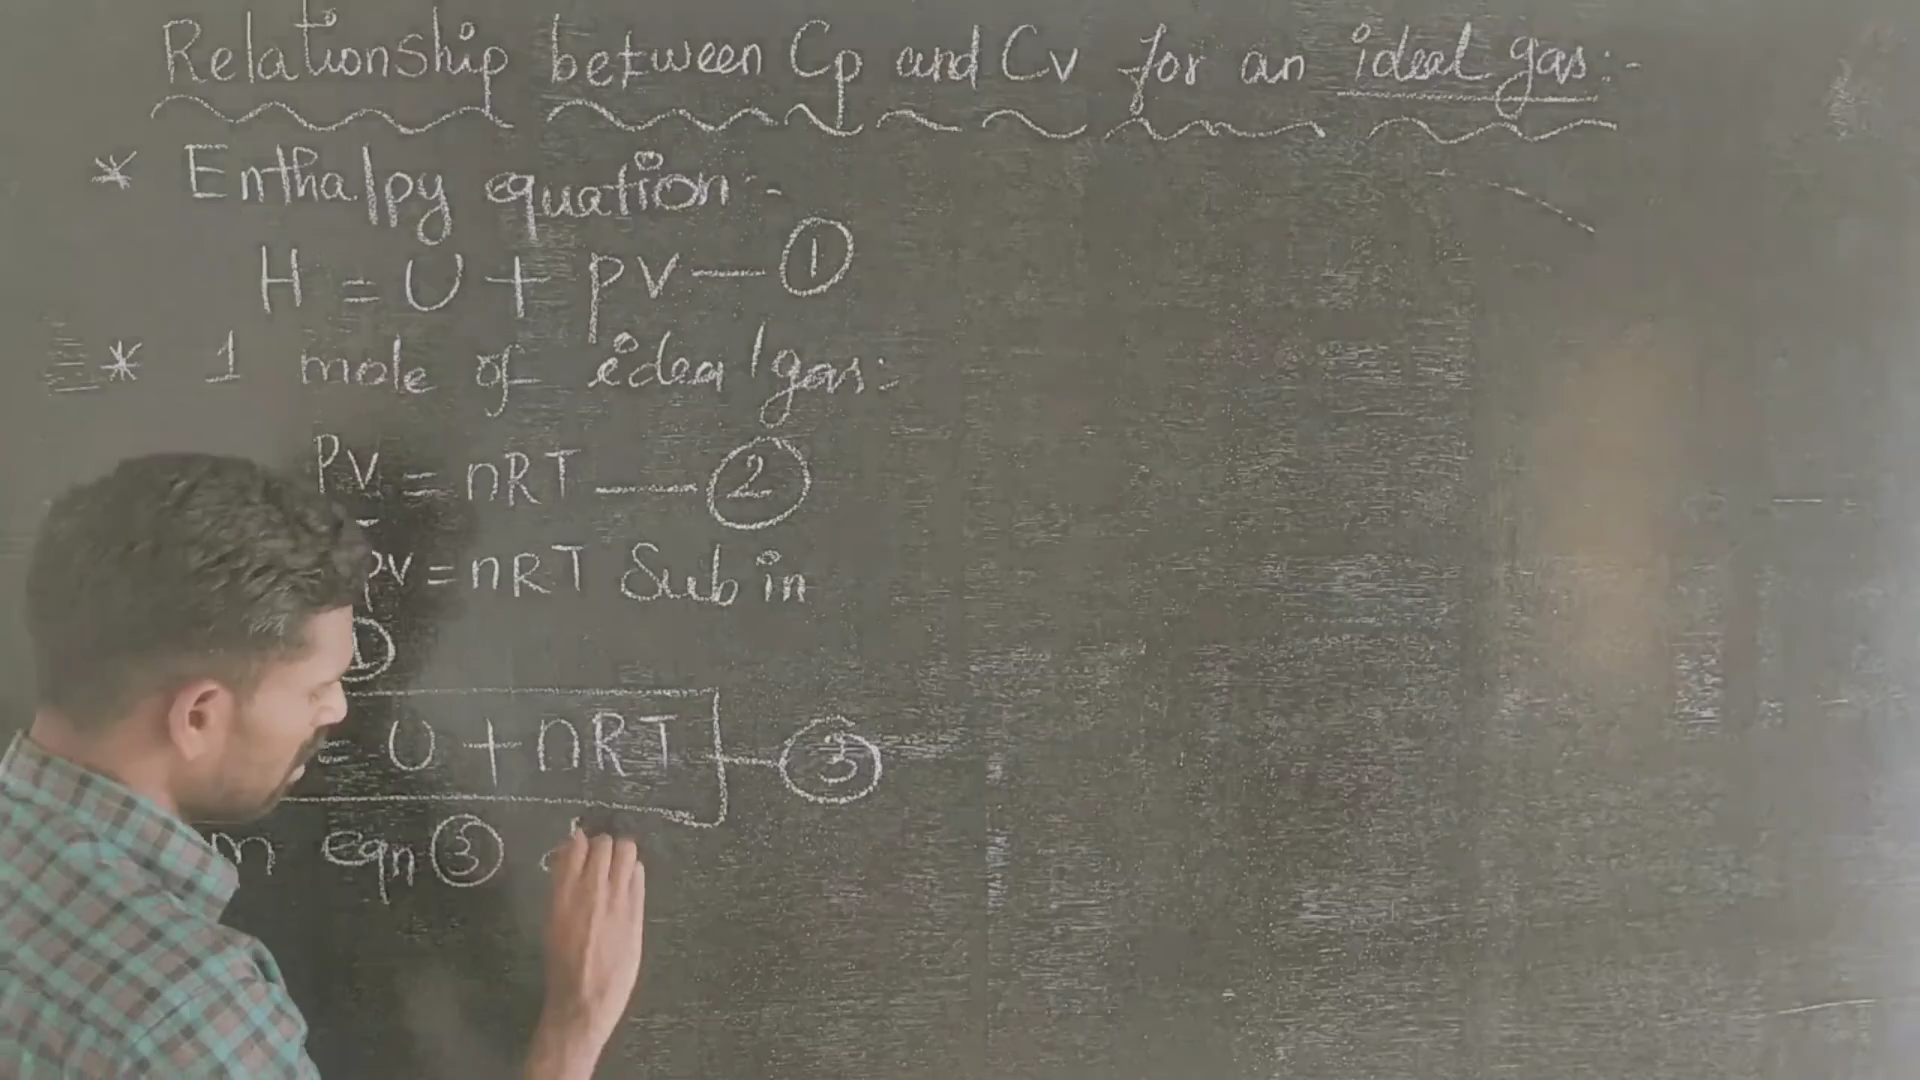 Relationship between Cp and Cv for an ideal gas:-
* Enthalpy equation:-
H = U + PV — ①
* 1 mole of ideal gas:
PV = nRT — ②
PV = nRT Sub in
①
= U + nRT — ③
eqn ③